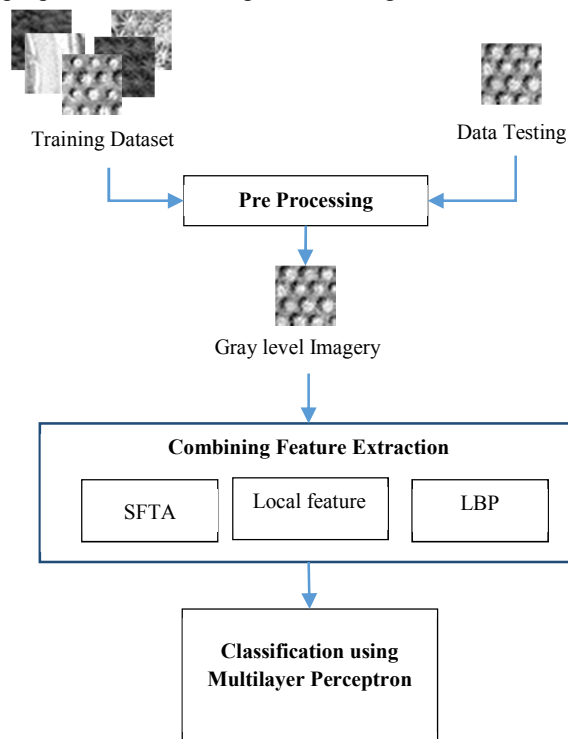 Training Dataset
Data Testing
Pre Processing
Gray level Imagery
Combining Feature Extraction
SFTA
Local feature
LBP
Classification using
Multilayer Perceptron